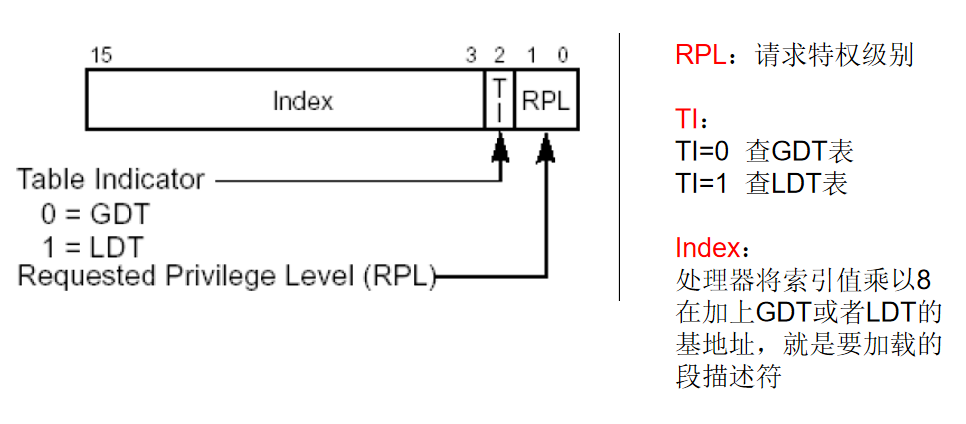 15 3 2 1 0
Index
TI
RPL
Table Indicator
0 = GDT
1 = LDT
Requested Privilege Level (RPL)
RPL：请求特权级别
TI：
TI=0 查GDT表
TI=1 查LDT表
Index：
处理器将索引值乘以8
在加上GDT或者LDT的
基地址，就是要加载的
段描述符